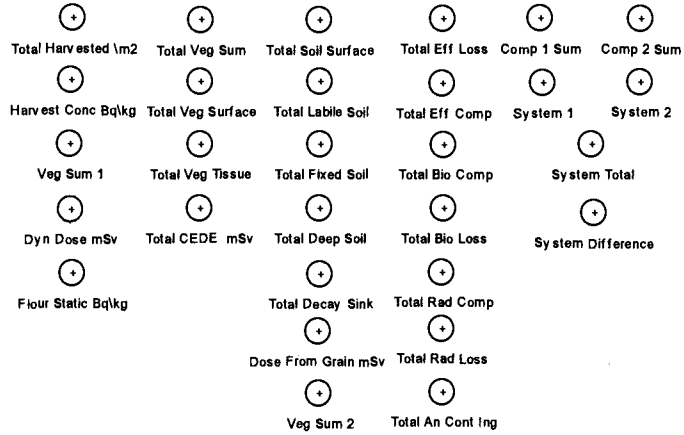 Total Harvested \m2 Total Veg Sum Total Soil Surface Total Eff Loss Comp 1 Sum Comp 2 Sum
Harvest Conc Bq\kg Total Veg Surface Total Labile Soil Total Eff Comp System 1 System 2
Veg Sum 1 Total Veg Tissue Total Fixed Soil Total Bio Comp System Total
Dyn Dose mSv Total CEDE mSv Total Deep Soil Total Bio Loss System Difference
Flour Static Bq\kg Total Decay Sink Total Rad Comp
Dose From Grain mSv Total Rad Loss
Veg Sum 2 Total An Cont Ing